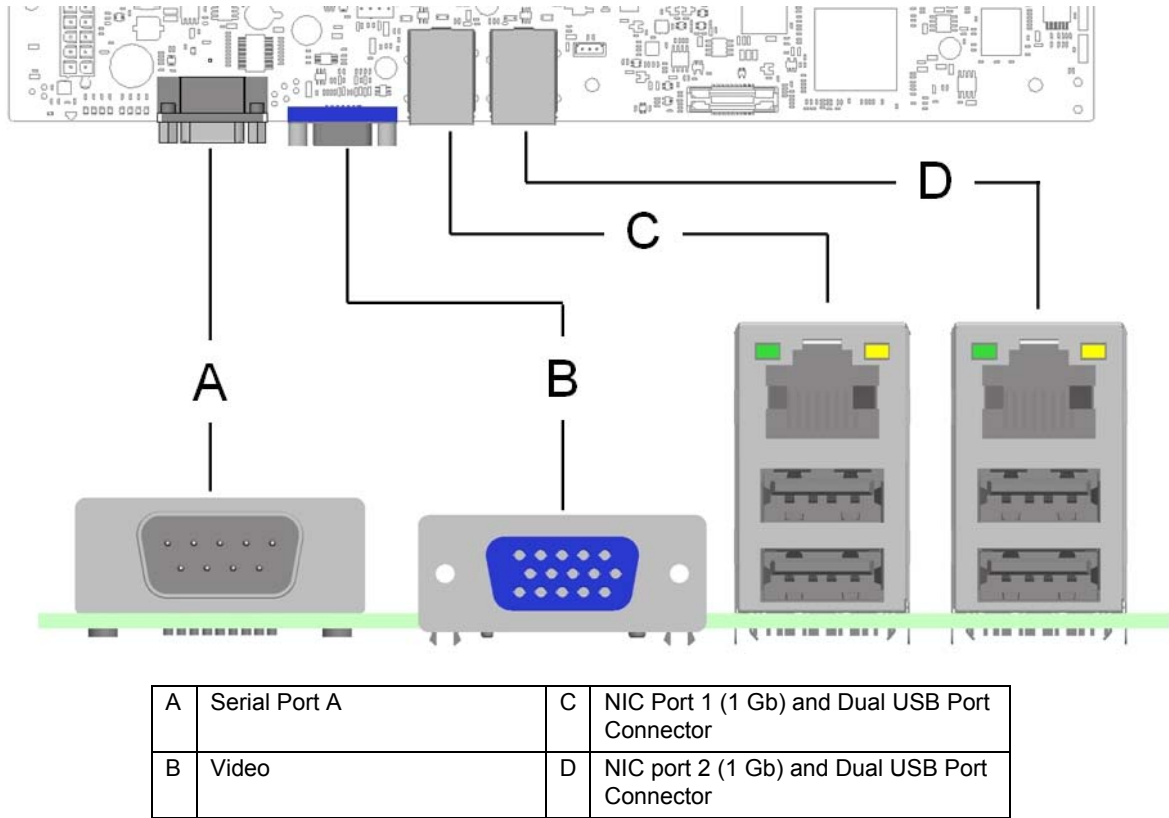 D
C
A
B
A Serial Port A C NIC Port 1 (1 Gb) and Dual USB Port
Connector
B Video D NIC port 2 (1 Gb) and Dual USB Port
Connector